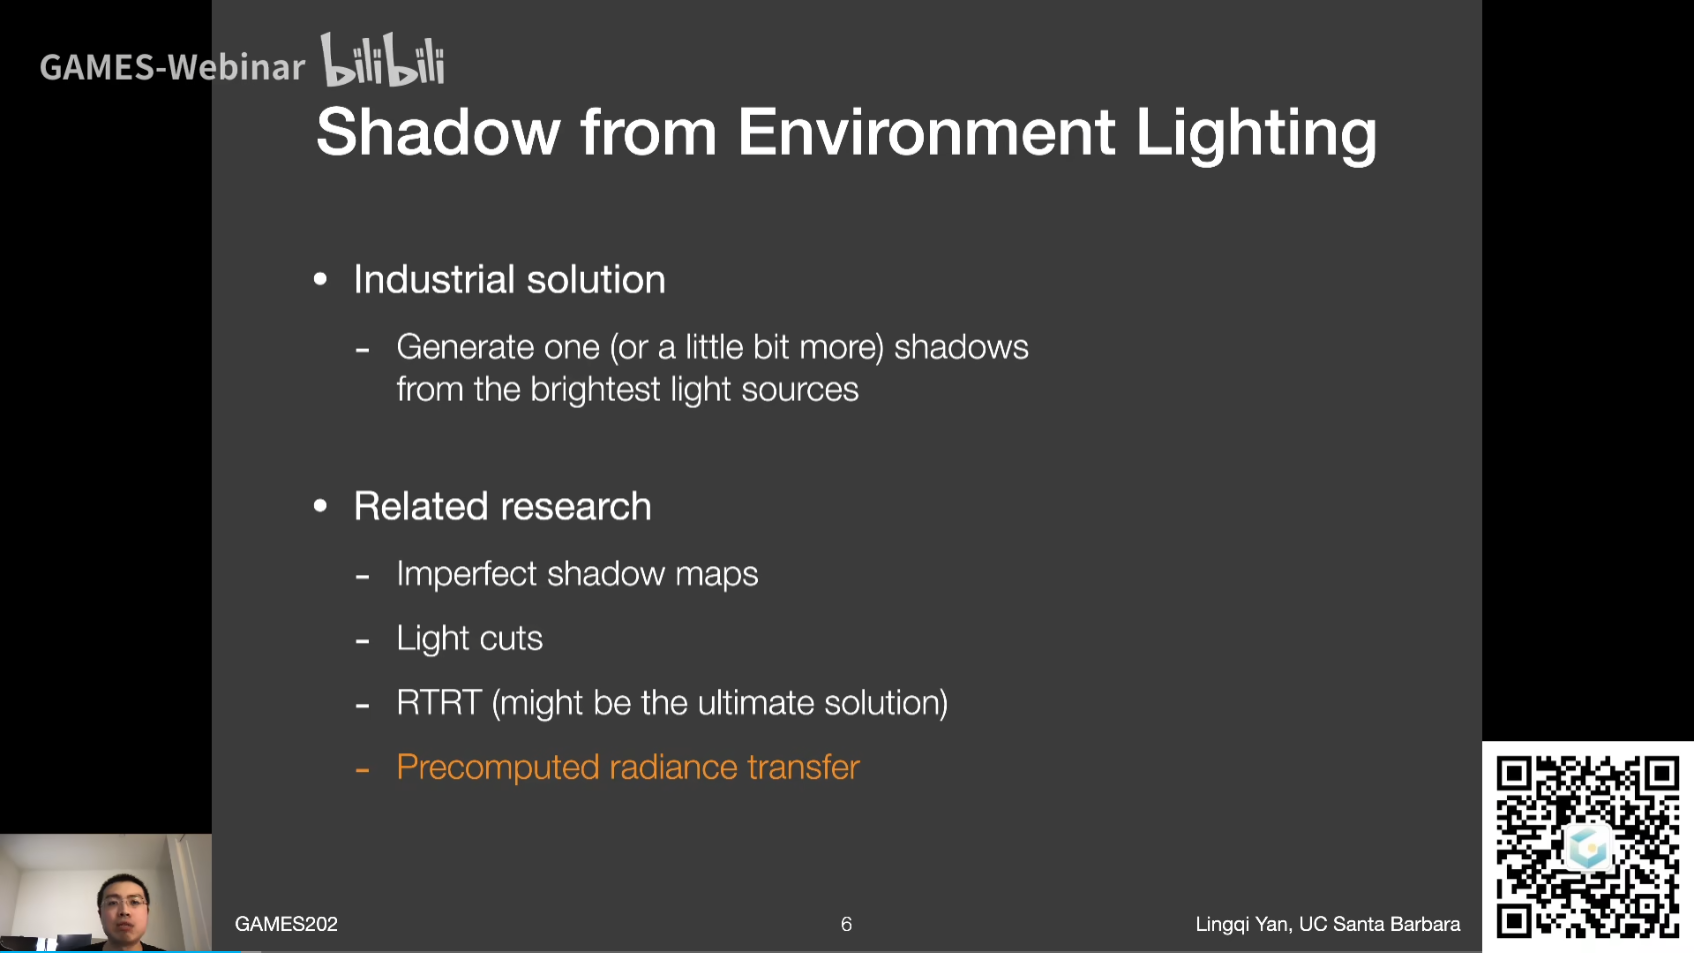 GAMES-Webinar bilibili
Shadow from Environment Lighting
• Industrial solution
- Generate one (or a little bit more) shadows
from the brightest light sources
• Related research
- Imperfect shadow maps
- Light cuts
- RTRT (might be the ultimate solution)
- Precomputed radiance transfer
GAMES202
6
Lingqi Yan, UC Santa Barbara